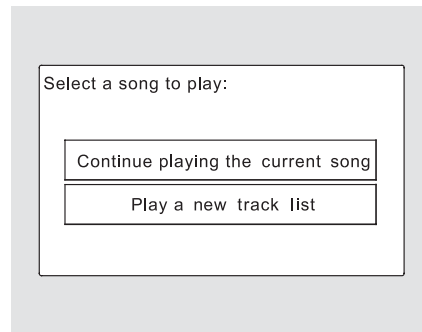 Select a song to play:
Continue playing the current song
Play a new track list